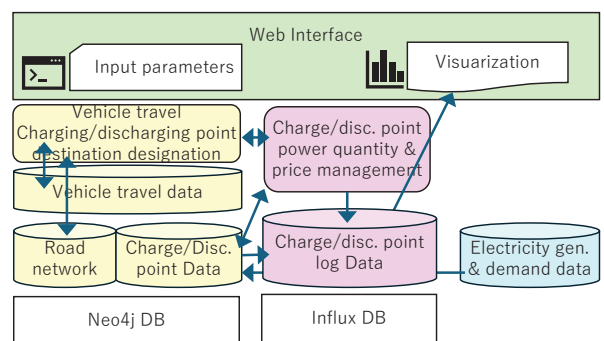 Web Interface
Input parameters
Visuarization
Vehicle travel
Charging/discharging point
destination designation
Charge/disc. point
power quantity &
price management
Vehicle travel data
Road
network
Charge/Disc.
point Data
Charge/disc. point
log Data
Electricity gen.
& demand data
Neo4j DB
Influx DB